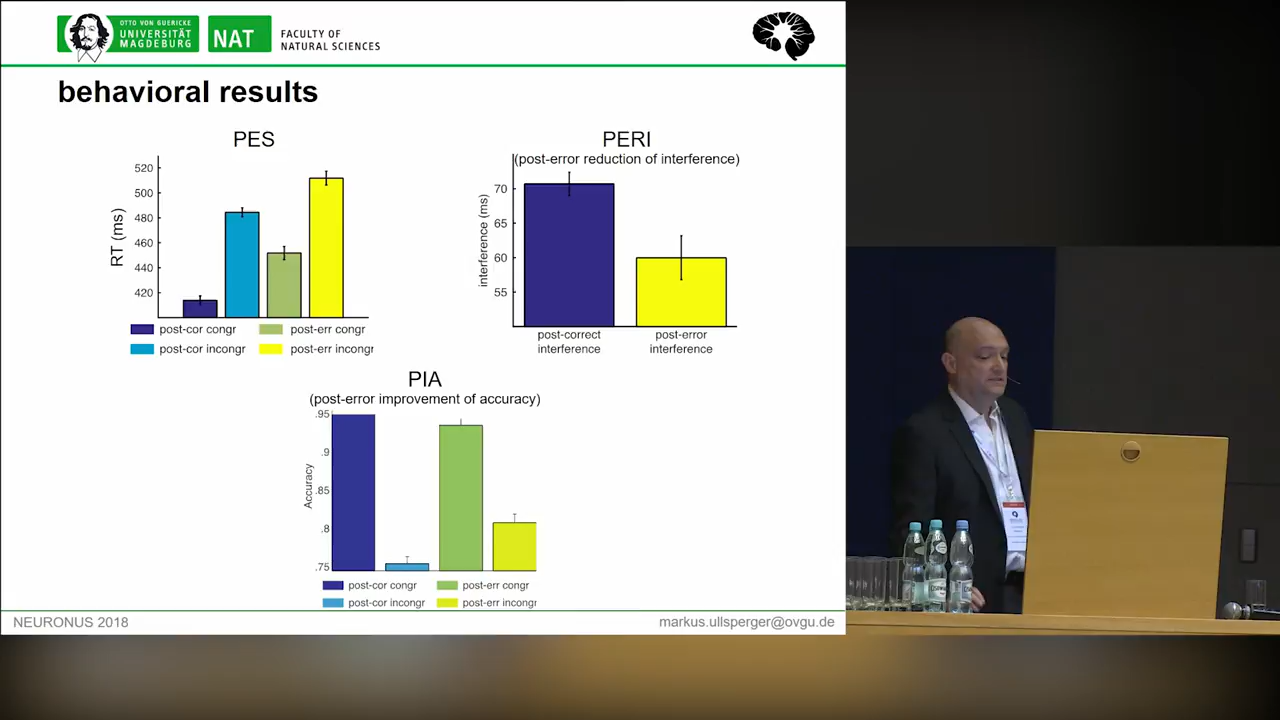 OTTO VON GUERICKE
UNIVERSITÄT
MAGDEBURG
NAT
FACULTY OF
NATURAL SCIENCES
behavioral results
PES
520
500
480
460
440
420
RT (ms)
post-cor congr
post-err congr
post-cor incongr
post-err incongr
PERI
(post-error reduction of interference)
70
65
60
55
interference (ms)
post-correct
interference
post-error
interference
PIA
(post-error improvement of accuracy)
.95
.9
.85
.8
.75
Accuracy
post-cor congr
post-err congr
post-cor incongr
post-err incongr
NEURONUS 2018
markus.ullsperger@ovgu.de